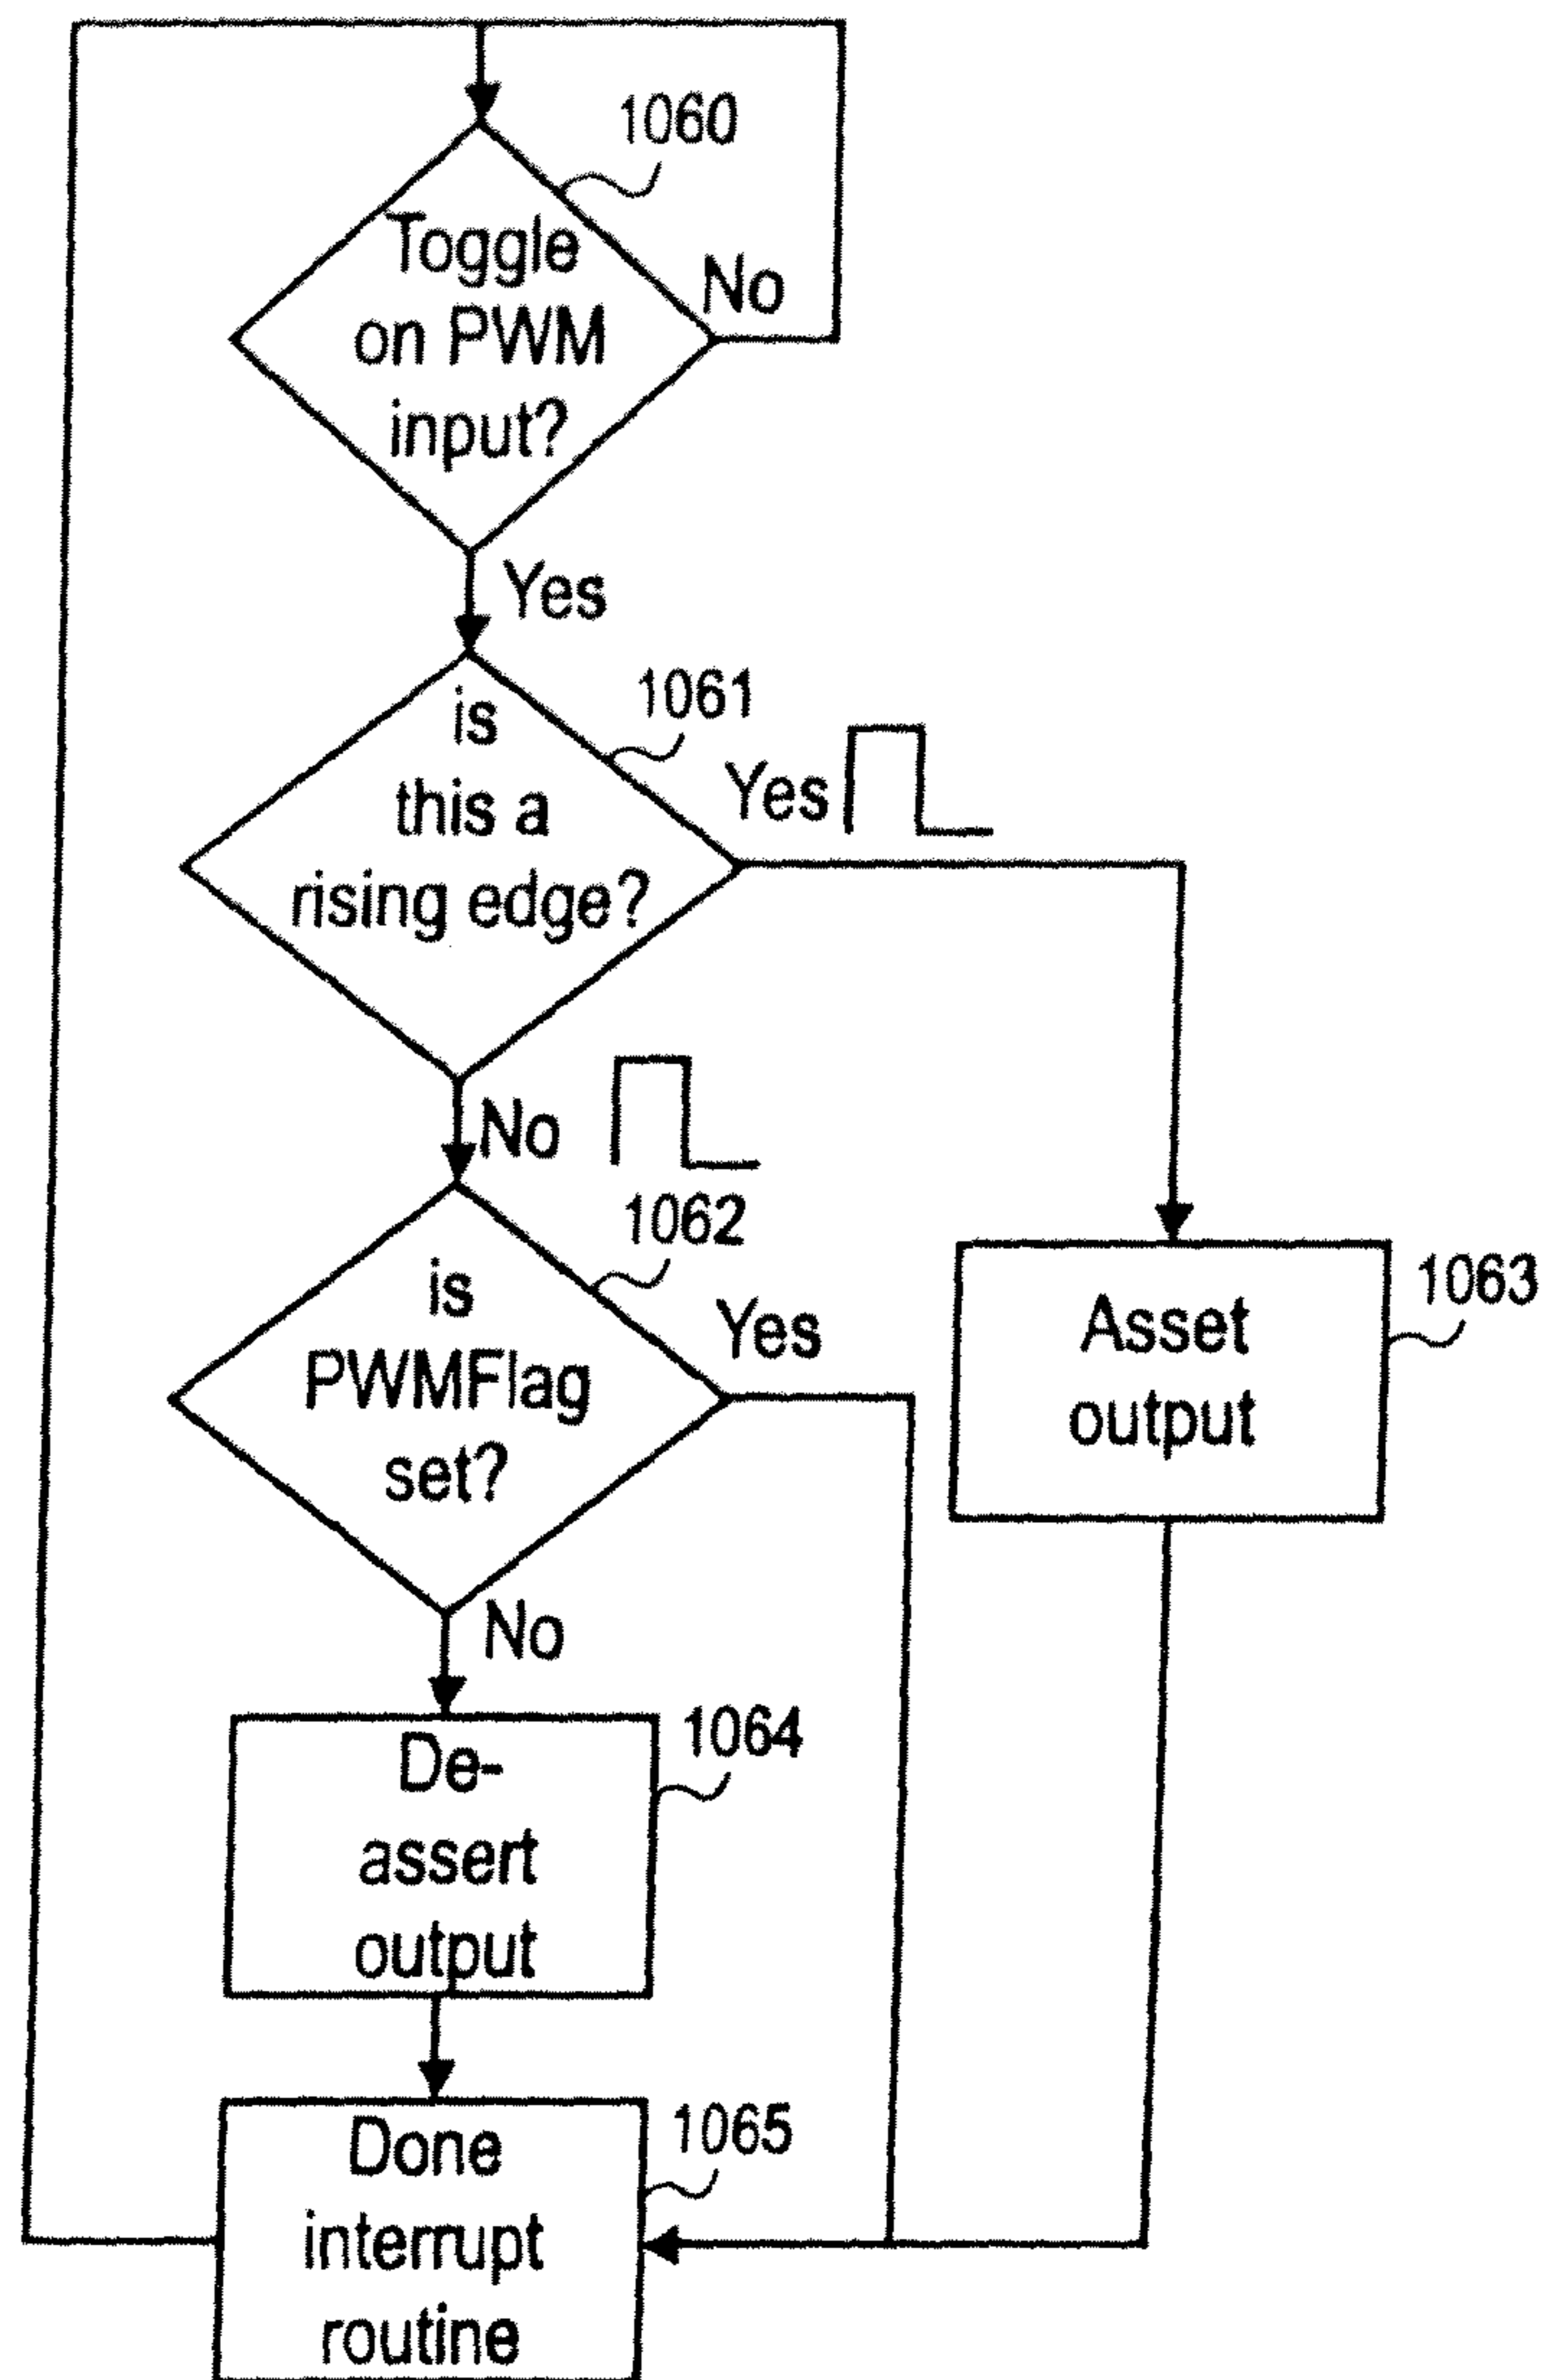 1060
Toggle
on PWM
input?
No
Yes
1061
is
this a
rising edge?
Yes
No
1062
is
PWMFlag
set?
Yes
1063
Asset
output
No
1064
De-
assert
output
1065
Done
interrupt
routine